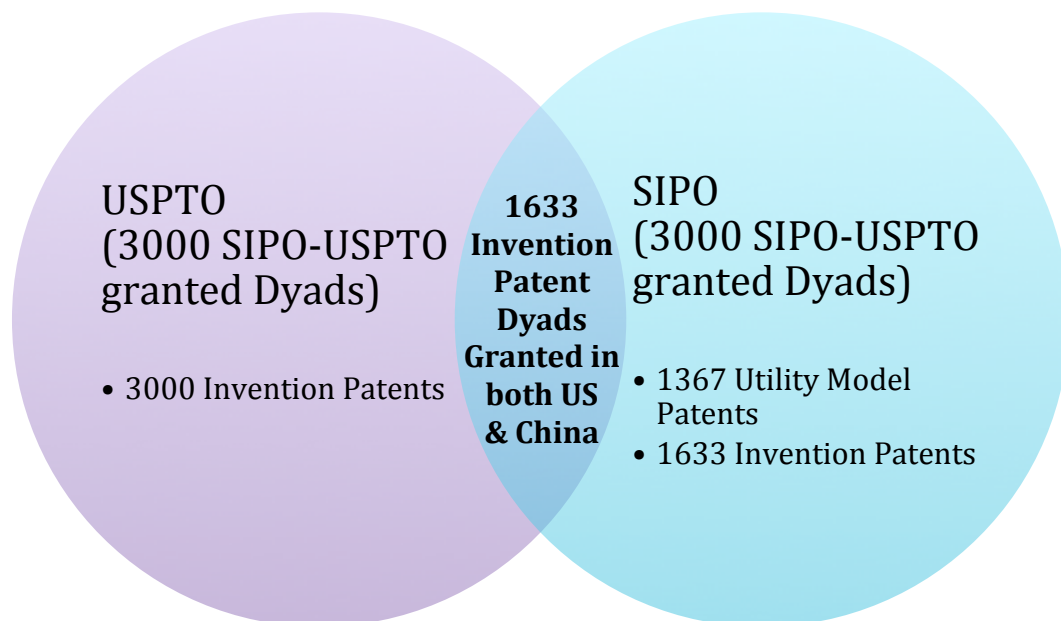 USPTO
(3000 SIPO-USPTO
granted Dyads)
• 3000 Invention Patents
1633
Invention
Patent
Dyads
Granted in
both US
& China
SIPO
(3000 SIPO-USPTO
granted Dyads)
• 1367 Utility Model
Patents
• 1633 Invention Patents